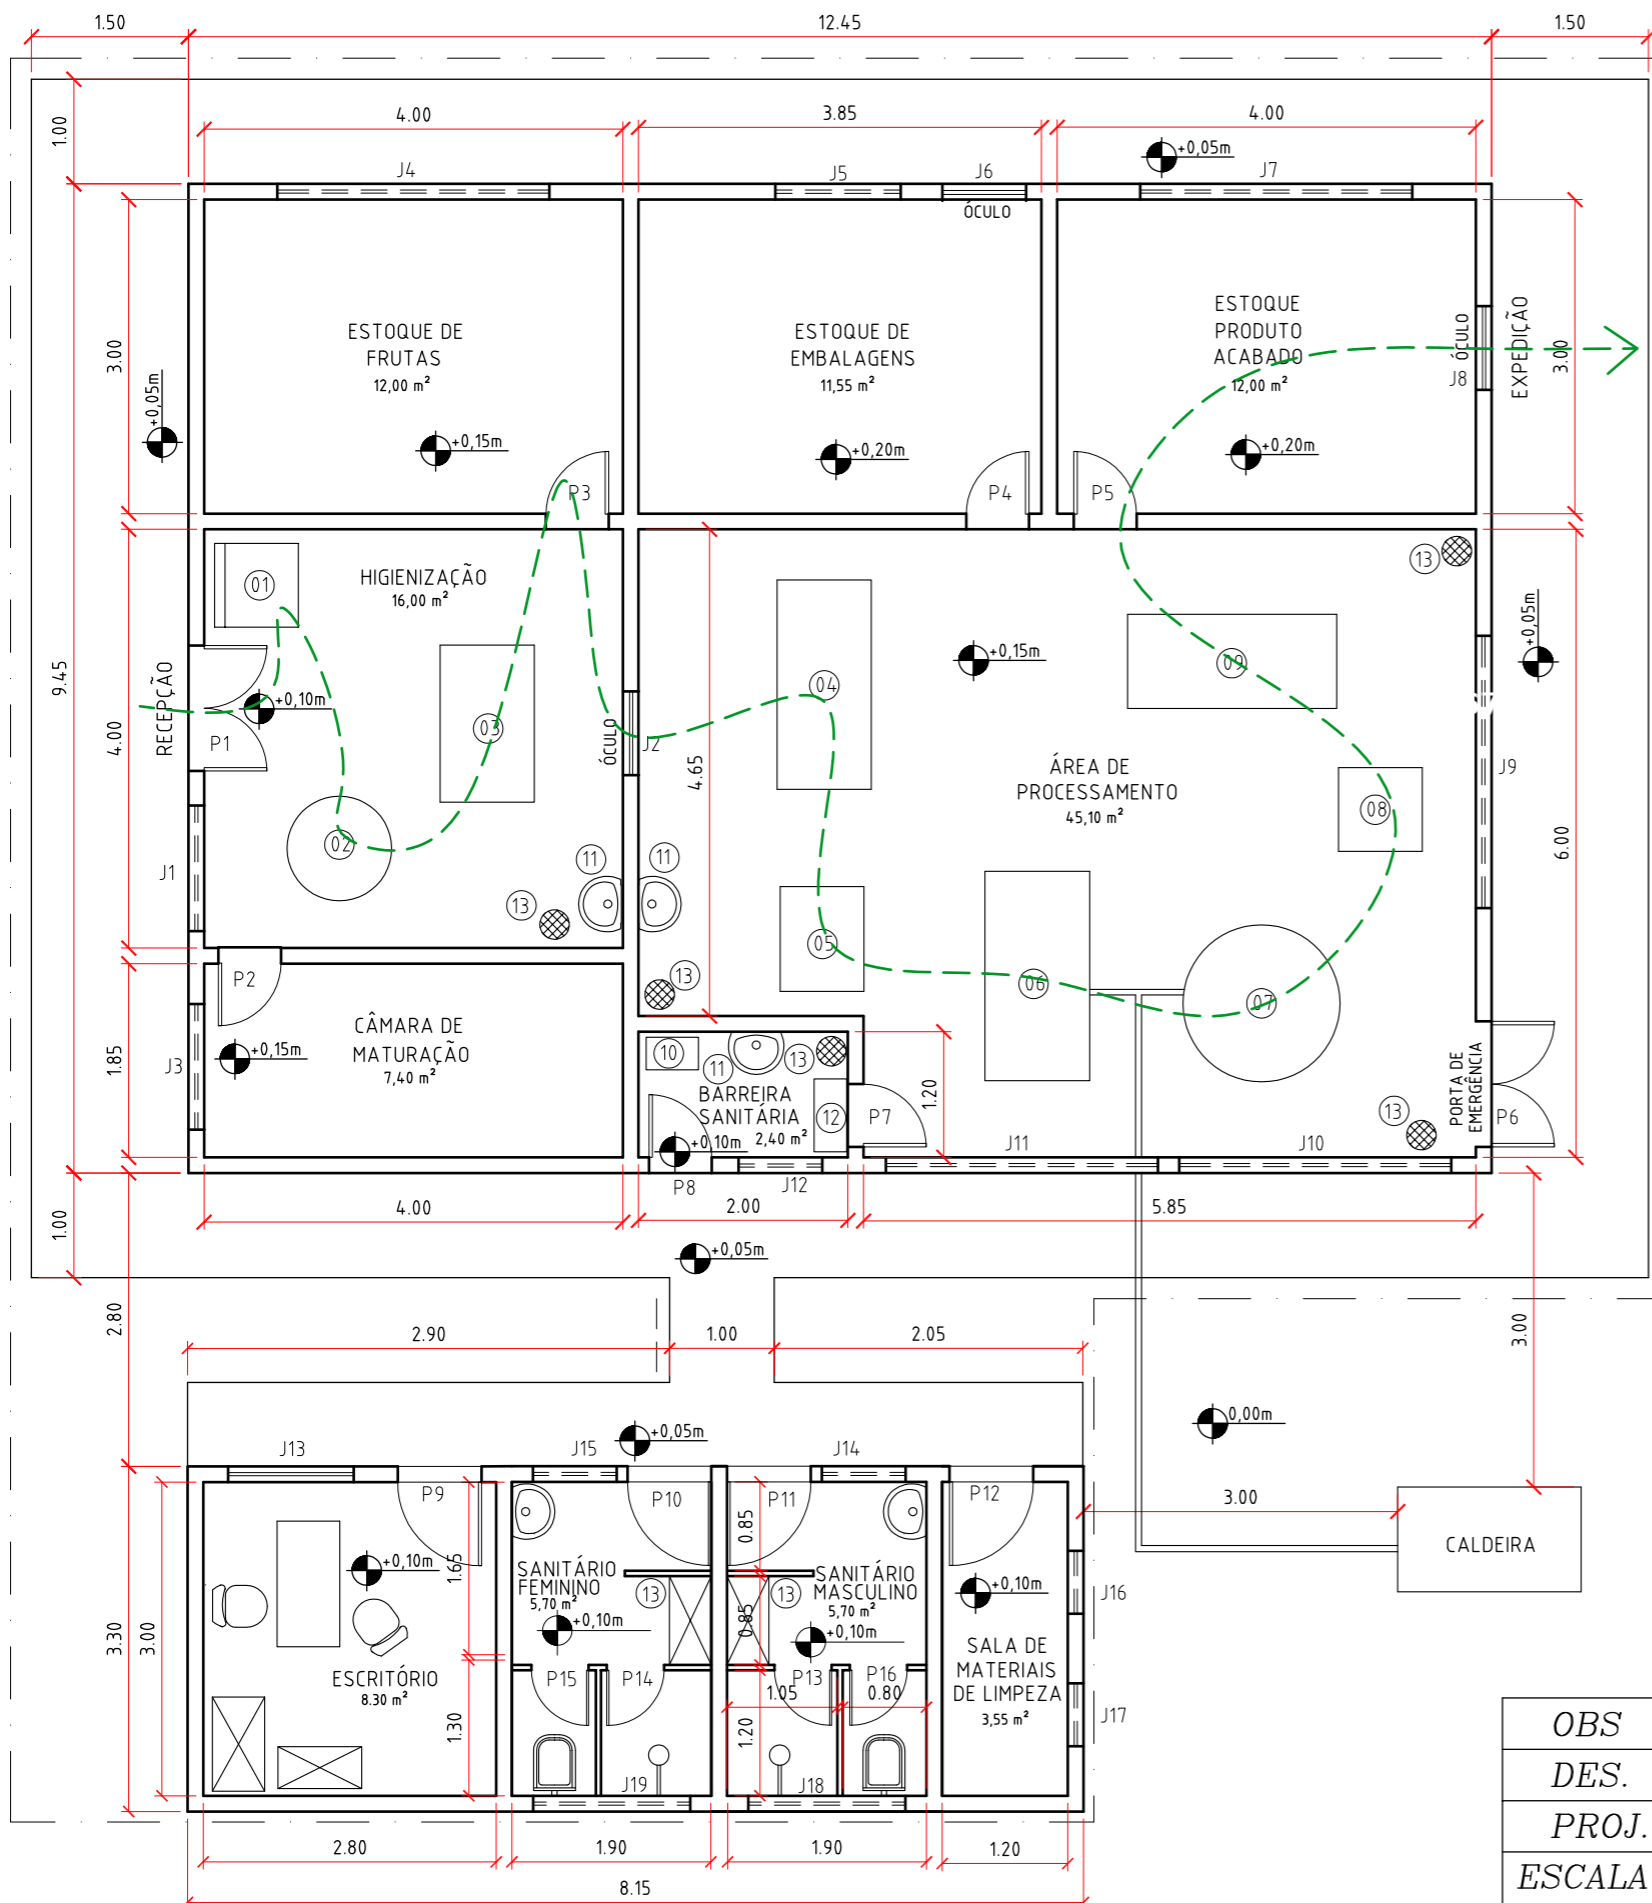 1.50
12.45
1.50
1.00
4.00
3.85
4.00
+0,05m
J4
J5
J6
J7
ÓCULO
3.00
ESTOQUE DE
FRUTAS
12,00 m²
ESTOQUE DE
EMBALAGENS
11,55 m²
ESTOQUE
PRODUTO
ACABADO
12,00 m²
ÓCULO
J8
EXPEDIÇÃO
3.00
+0,05m
+0,15m
+0,20m
+0,20m
P3
P4
P5
01
HIGIENIZAÇÃO
16,00 m²
13
9.45
4.00
RECEPÇÃO
+0,10m
P1
03
ÓCULO
J2
04
+0,15m
09
+0,05m
4.65
ÁREA DE
PROCESSAMENTO
45,10 m²
J9
08
6.00
02
J1
11
11
13
05
13
06
07
P2
CÂMARA DE
MATURAÇÃO
7,40 m²
+0,15m
1.85
J3
10
11
13
BARREIRA
SANITÁRIA
2,40 m²
12
+0,10m
P7
1.20
13
PORTA DE
EMERGÊNCIA
P6
J11
J10
P8
J12
4.00
2.00
5.85
1.00
+0,05m
2.80
2.90
1.00
2.05
3.00
0,00m
J13
J15
+0,05m
J14
P9
P10
P11
P12
3.00
CALDEIRA
+0,10m
1.65
0.85
SANITÁRIO
FEMININO
5,70 m²
13
13
SANITÁRIO
MASCULINO
5,70 m²
+0,10m
J16
+0,10m
0.85
+0,10m
3.30
3.00
ESCRITÓRIO
8.30 m²
SALA DE
MATERIAIS
DE LIMPEZA
3,55 m²
P15
P14
P13
P16
1.05
0.80
1.30
1.20
J17
J19
J18
2.80
1.90
1.90
1.20
8.15
OBS
DES.
PROJ.
ESCALA